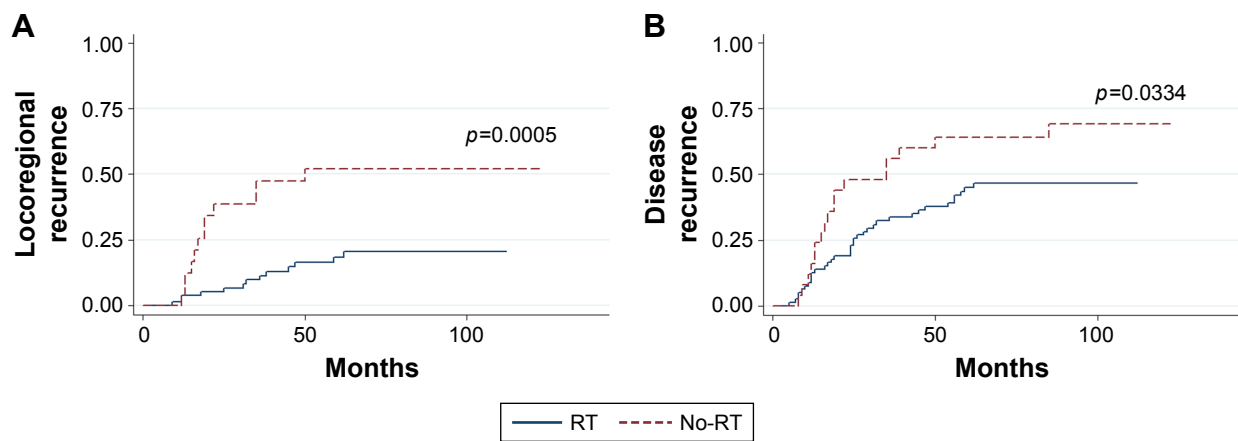 A
Locoregional
recurrence
1.00
0.75
0.50
0.25
0.00
p=0.0005
0 50 100
Months
B
Disease
recurrence
1.00
0.75
0.50
0.25
0.00
p=0.0334
0 50 100
Months
RT No-RT